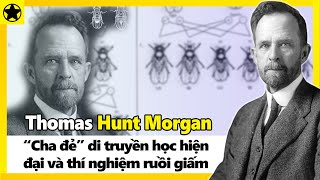 Thomas Hunt Morgan
“Cha đẻ” di truyền học hiện
đại và thí nghiệm ruồi giấm